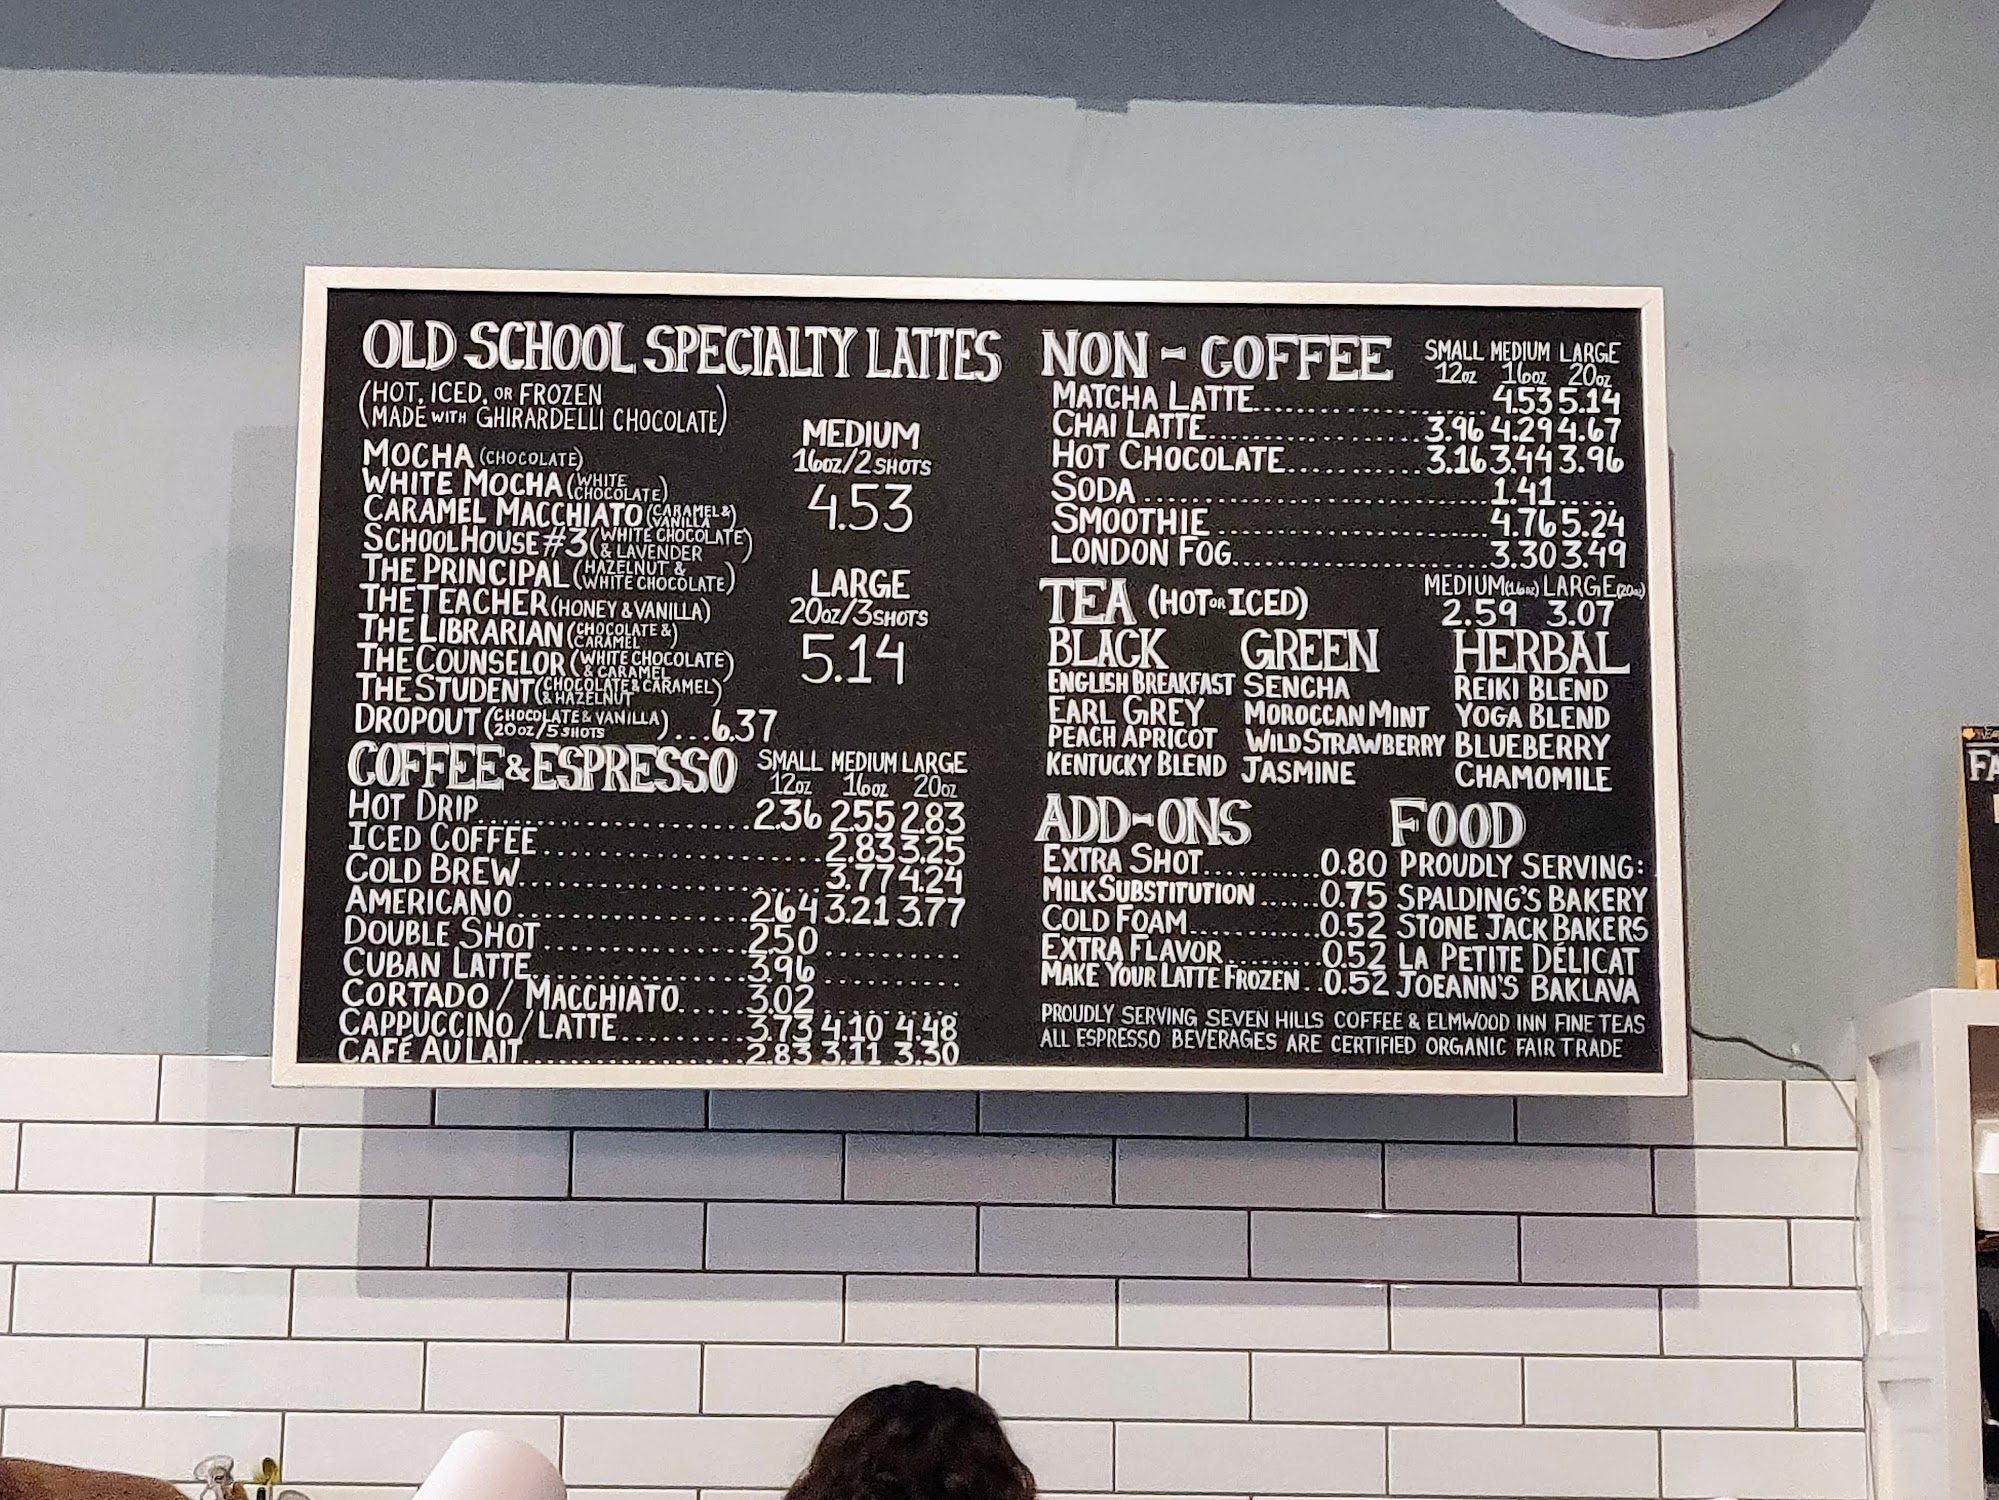 OLD SCHOOL SPECIALTY LATTES
(HOT, ICED, OR FROZEN
MADE WITH GHIRARDELLI CHOCOLATE)
MEDIUM
16oz/2 SHOTS
4.53
LARGE
20oz/3 SHOTS
5.14
MOCHA (CHOCOLATE)
WHITE MOCHA (WHITE CHOCOLATE)
CARAMEL MACCHIATO (CARAMEL & VANILLA)
SCHOOLHOUSE #3 (WHITE CHOCOLATE & LAVENDER)
THE PRINCIPAL (HAZELNUT & WHITE CHOCOLATE)
THE TEACHER (HONEY & VANILLA)
THE LIBRARIAN (CHOCOLATE & CARAMEL)
THE COUNSELOR (WHITE CHOCOLATE & CARAMEL)
THE STUDENT (CHOCOLATE & CARAMEL & HAZELNUT)
DROPOUT (CHOCOLATE & VANILLA 20oz/5 SHOTS)...6.37
COFFEE & ESPRESSO SMALL MEDIUM LARGE
12oz 16oz 20oz
HOT DRIP 2.36 2.55 2.83
ICED COFFEE 2.83 3.25
COLD BREW 3.77 4.24
AMERICANO 2.64 3.21 3.77
DOUBLE SHOT 2.50
CUBAN LATTE 3.96
CORTADO / MACCHIATO 3.02
CAPPUCCINO / LATTE 3.73 4.10 4.48
CAFÉ AU LAIT 2.83 3.11 3.30
NON-COFFEE SMALL MEDIUM LARGE
12oz 16oz 20oz
MATCHA LATTE 4.53 5.14
CHAI LATTE 3.96 4.29 4.67
HOT CHOCOLATE 3.16 3.44 3.96
SODA 1.41
SMOOTHIE 4.76 5.24
LONDON FOG 3.30 3.49
TEA (HOT OR ICED) MEDIUM (16oz) LARGE (20oz)
2.59 3.07
BLACK GREEN HERBAL
ENGLISH BREAKFAST SENCHA REIKI BLEND
EARL GREY MOROCCAN MINT YOGA BLEND
PEACH APRICOT WILD STRAWBERRY BLUEBERRY
KENTUCKY BLEND JASMINE CHAMOMILE
ADD-ONS
EXTRA SHOT 0.80
MILK SUBSTITUTION 0.75
COLD FOAM 0.52
EXTRA FLAVOR 0.52
MAKE YOUR LATTE FROZEN 0.52
FOOD
PROUDLY SERVING:
SPALDING'S BAKERY
STONE JACK BAKERS
LA PETITE DÉLICAT
JOEANN'S BAKLAVA
PROUDLY SERVING SEVEN HILLS COFFEE & ELMWOOD INN FINE TEAS
ALL ESPRESSO BEVERAGES ARE CERTIFIED ORGANIC FAIR TRADE